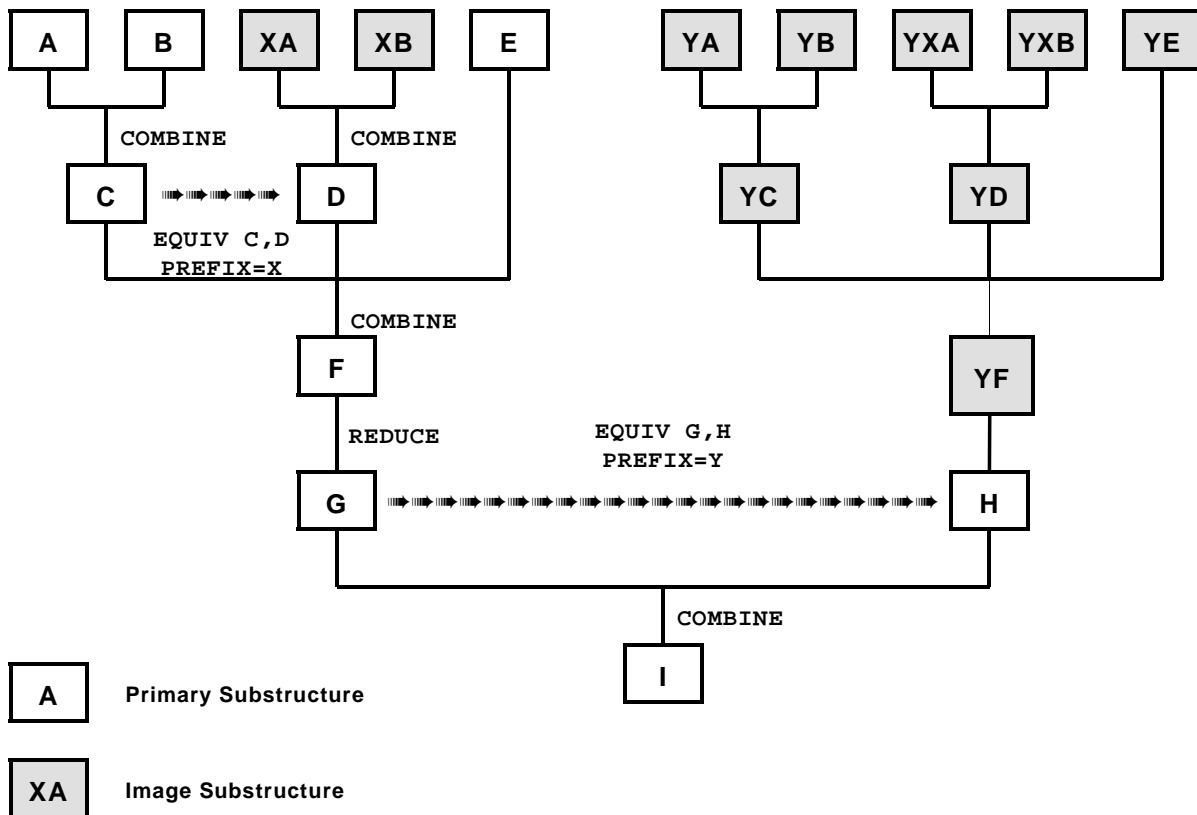 A B XA XB E YA YB YXA YXB YE
COMBINE COMBINE
C D YC YD
EQUIV C,D
PREFIX=X
COMBINE
F YF
REDUCE EQUIV G,H
PREFIX=Y
G H
COMBINE
I
A Primary Substructure
XA Image Substructure